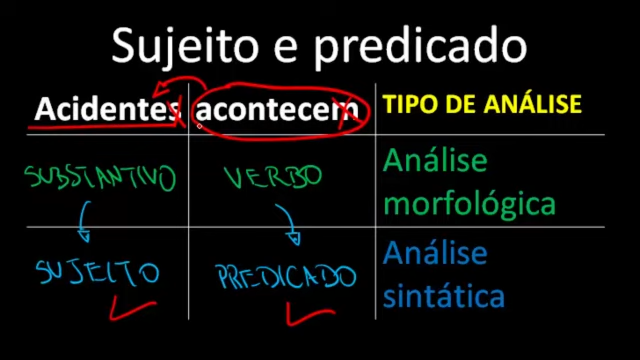 Sujeito e predicado
Acidentes acontecem TIPO DE ANÁLISE
SUBSTANTIVO VERBO Análise
morfológica
SUJEITO PREDICADO Análise
sintática